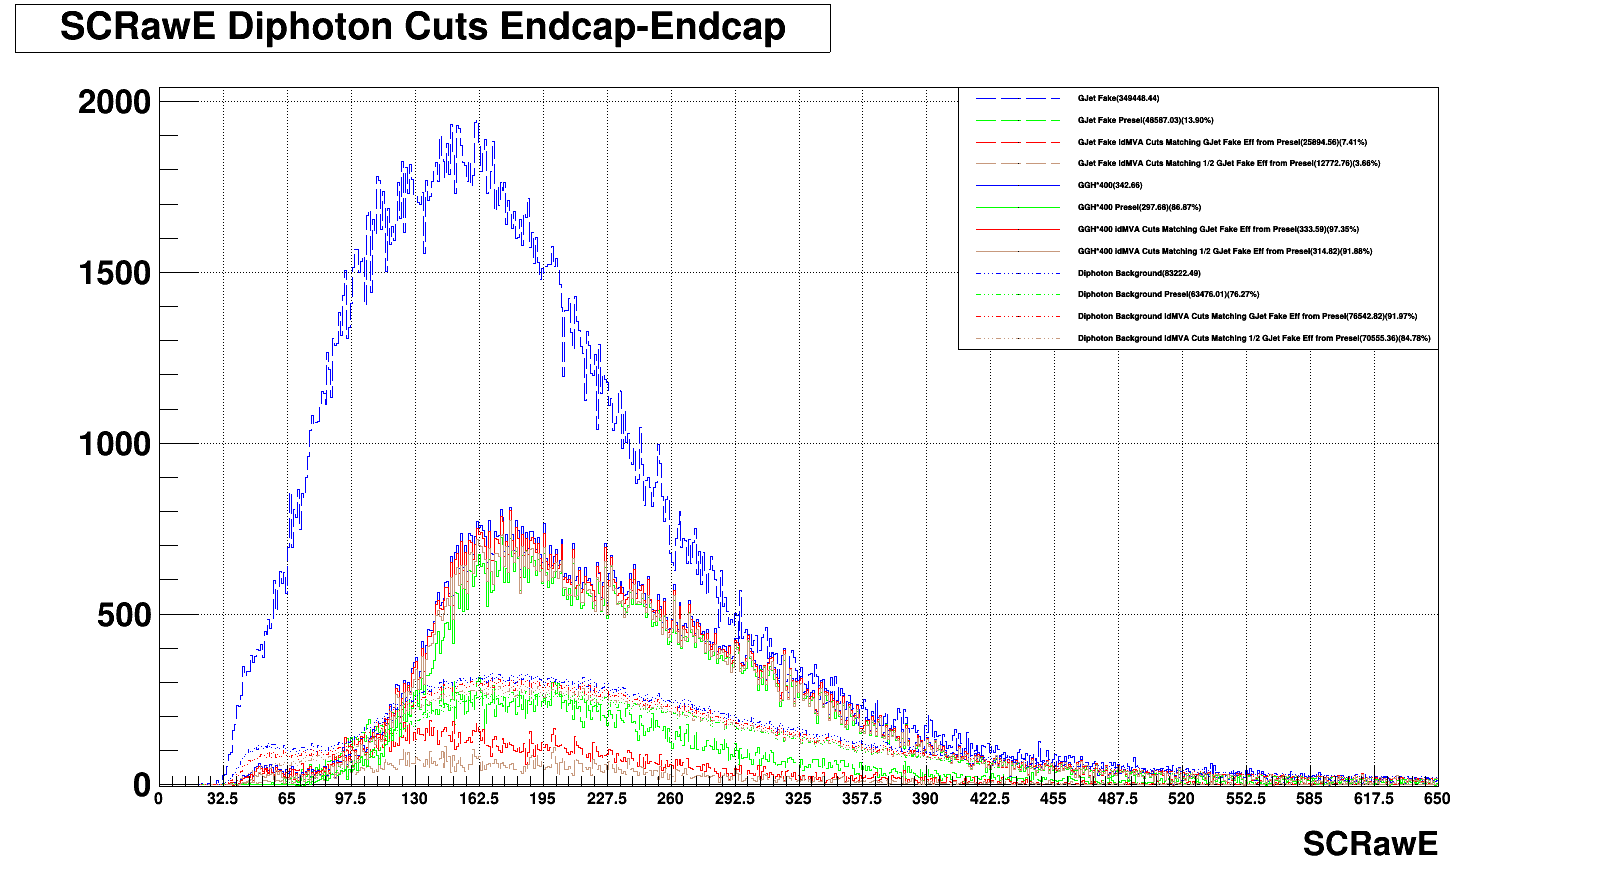 SCRawE Diphoton Cuts Endcap-Endcap
2000
1500
1000
500
0
GJet Fake(349448.44)
GJet Fake Presel(48587.03)(13.90%)
GJet Fake idMVA Cuts Matching GJet Fake Eff from Presel(25894.56)(7.41%)
GJet Fake idMVA Cuts Matching 1/2 GJet Fake Eff from Presel(12772.76)(3.66%)
GGH*400(342.66)
GGH*400 Presel(297.68)(86.87%)
GGH*400 idMVA Cuts Matching GJet Fake Eff from Presel(333.59)(97.35%)
GGH*400 idMVA Cuts Matching 1/2 GJet Fake Eff from Presel(314.82)(91.88%)
Diphoton Background(83222.49)
Diphoton Background Presel(63476.01)(76.27%)
Diphoton Background idMVA Cuts Matching GJet Fake Eff from Presel(76542.82)(91.97%)
Diphoton Background idMVA Cuts Matching 1/2 GJet Fake Eff from Presel(70555.36)(84.78%)
0 32.5 65 97.5 130 162.5 195 227.5 260 292.5 325 357.5 390 422.5 455 487.5 520 552.5 585 617.5 650
SCRawE